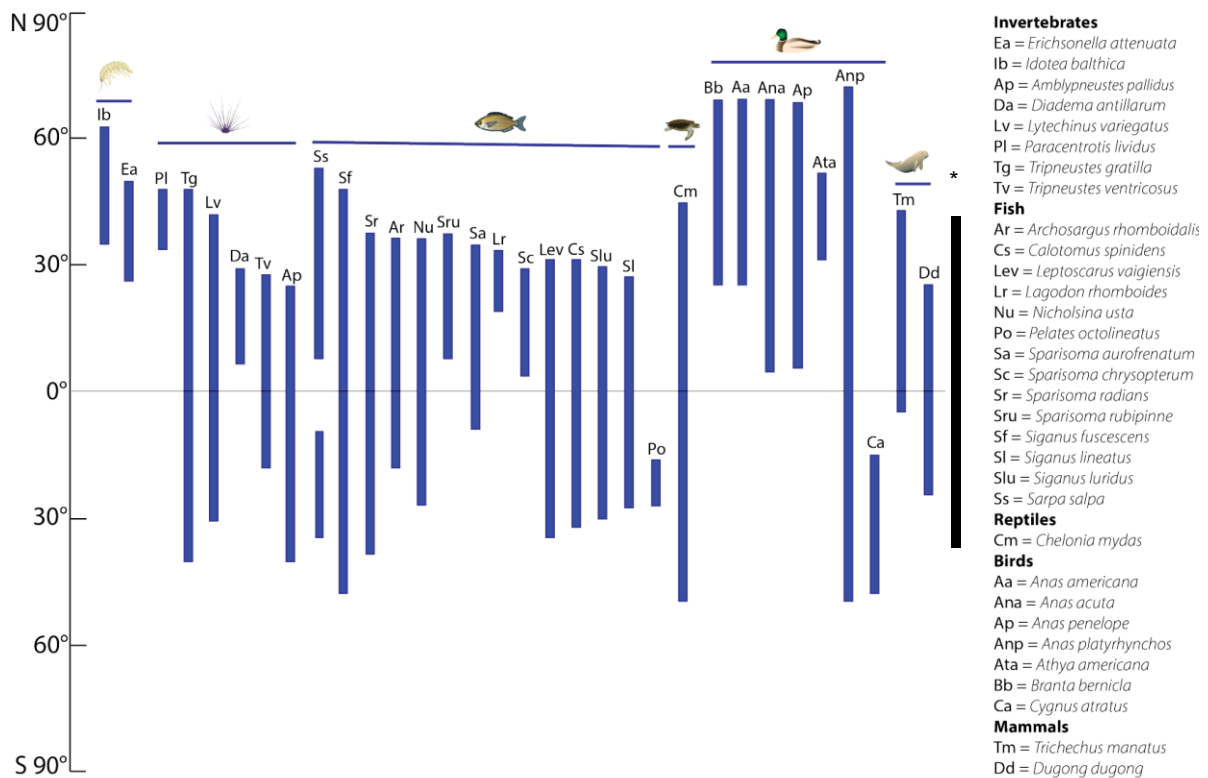 N 90°
60°
30°
0°
30°
60°
S 90°
Ib
Ea
Pl
Tg
Lv
Da
Tv
Ap
Ss
Sf
Sr
Ar
Nu
Sru
Sa
Lr
Sc
Lev
Cs
Slu
Sl
Po
Cm
Bb
Aa
Ana
Ap
Ata
Anp
Ca
Tm
Dd
*
Invertebrates
Ea = Erichsonella attenuata
Ib = Idotea balthica
Ap = Amblypneustes pallidus
Da = Diadema antillarum
Lv = Lytechinus variegatus
Pl = Paracentrotis lividus
Tg = Tripneustes gratilla
Tv = Tripneustes ventricosus
Fish
Ar = Archosargus rhomboidalis
Cs = Calotomus spinidens
Lev = Leptoscarus vaigiensis
Lr = Lagodon rhomboides
Nu = Nicholsina usta
Po = Pelates octolineatus
Sa = Sparisoma aurofrenatum
Sc = Sparisoma chrysopterum
Sr = Sparisoma radians
Sru = Sparisoma rubipinne
Sf = Siganus fuscescens
Sl = Siganus lineatus
Slu = Siganus luridus
Ss = Sarpa salpa
Reptiles
Cm = Chelonia mydas
Birds
Aa = Anas americana
Ana = Anas acuta
Ap = Anas penelope
Anp = Anas platyrhynchos
Ata = Athya americana
Bb = Branta bernicla
Ca = Cygnus atratus
Mammals
Tm = Trichechus manatus
Dd = Dugong dugong